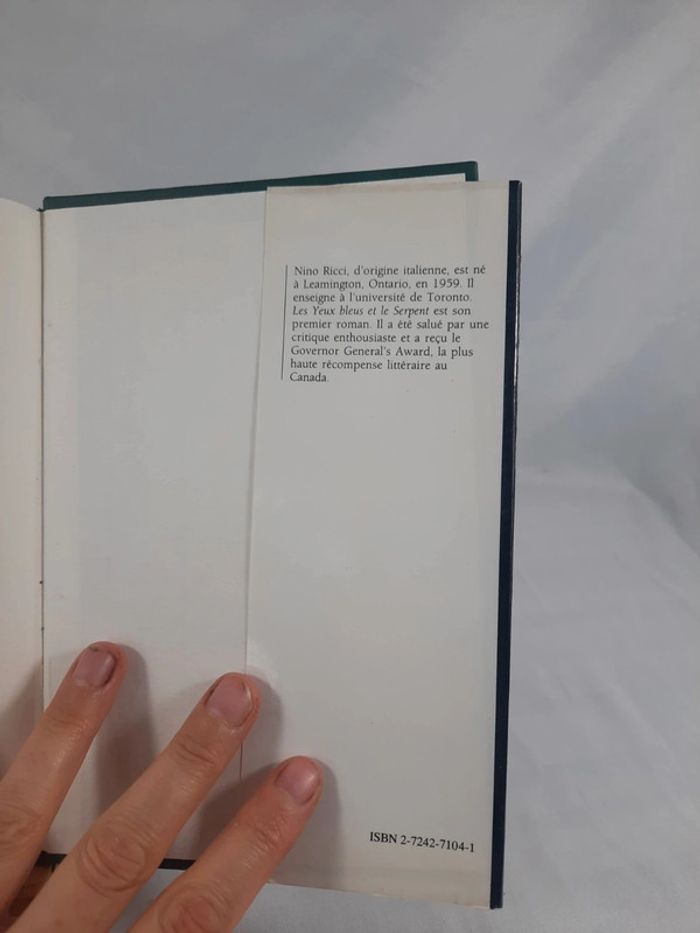 Nino Ricci, d'origine italienne, est né
à Leamington, Ontario, en 1959. Il
enseigne à l'université de Toronto.
Les Yeux bleus et le Serpent est son
premier roman. Il a été salué par une
critique enthousiaste et a reçu le
Governor General's Award, la plus
haute récompense littéraire au
Canada.
ISBN 2-7242-7104-1